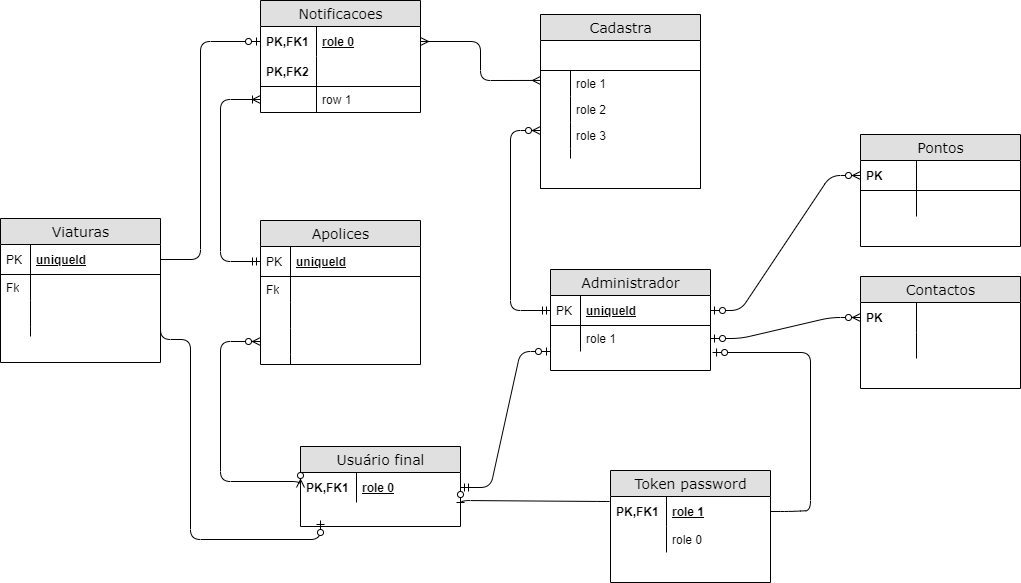 Notificacoes
PK,FK1 role 0
PK,FK2
row 1
Cadastra
role 1
role 2
role 3
Pontos
PK
Viaturas
PK uniqueId
Fk
Apolices
PK uniqueId
Fk
Administrador
PK uniqueId
role 1
Contactos
PK
Usuário final
PK,FK1 role 0
Token password
PK,FK1 role 1
role 0